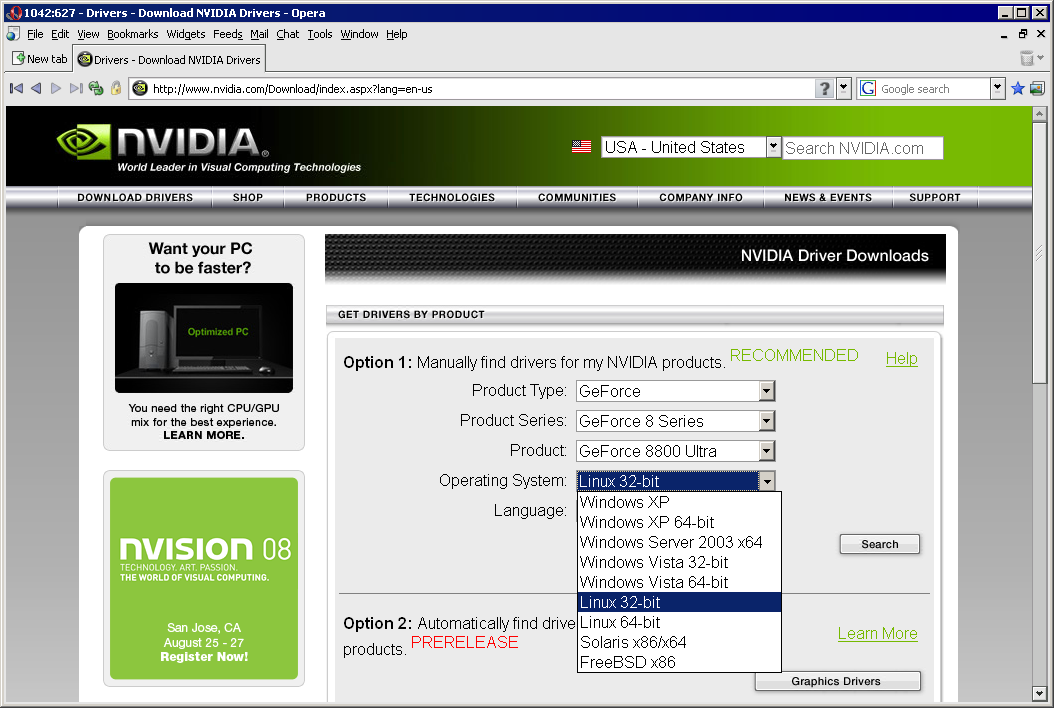 1042:627 - Drivers - Download NVIDIA Drivers - Opera
File Edit View Bookmarks Widgets Feeds Mail Chat Tools Window Help
New tab
Drivers - Download NVIDIA Drivers
http://www.nvidia.com/Download/index.aspx?lang=en-us
? G Google search
NVIDIA®
World Leader in Visual Computing Technologies
USA - United States
Search NVIDIA.com
DOWNLOAD DRIVERS SHOP PRODUCTS TECHNOLOGIES COMMUNITIES COMPANY INFO NEWS & EVENTS SUPPORT
Want your PC
to be faster?
Optimized PC
You need the right CPU/GPU
mix for the best experience.
LEARN MORE.
nvision 08
TECHNOLOGY. ART. PASSION.
THE WORLD OF VISUAL COMPUTING.
San Jose, CA
August 25 - 27
Register Now!
NVIDIA Driver Downloads
GET DRIVERS BY PRODUCT
Option 1: Manually find drivers for my NVIDIA products. RECOMMENDED Help
Product Type: GeForce
Product Series: GeForce 8 Series
Product: GeForce 8800 Ultra
Operating System: Linux 32-bit
Language:
Windows XP
Windows XP 64-bit
Windows Server 2003 x64
Windows Vista 32-bit
Windows Vista 64-bit
Linux 32-bit
Linux 64-bit
Solaris x86/x64
FreeBSD x86
Search
Option 2: Automatically find drive
products. PRERELEASE
Learn More
Graphics Drivers